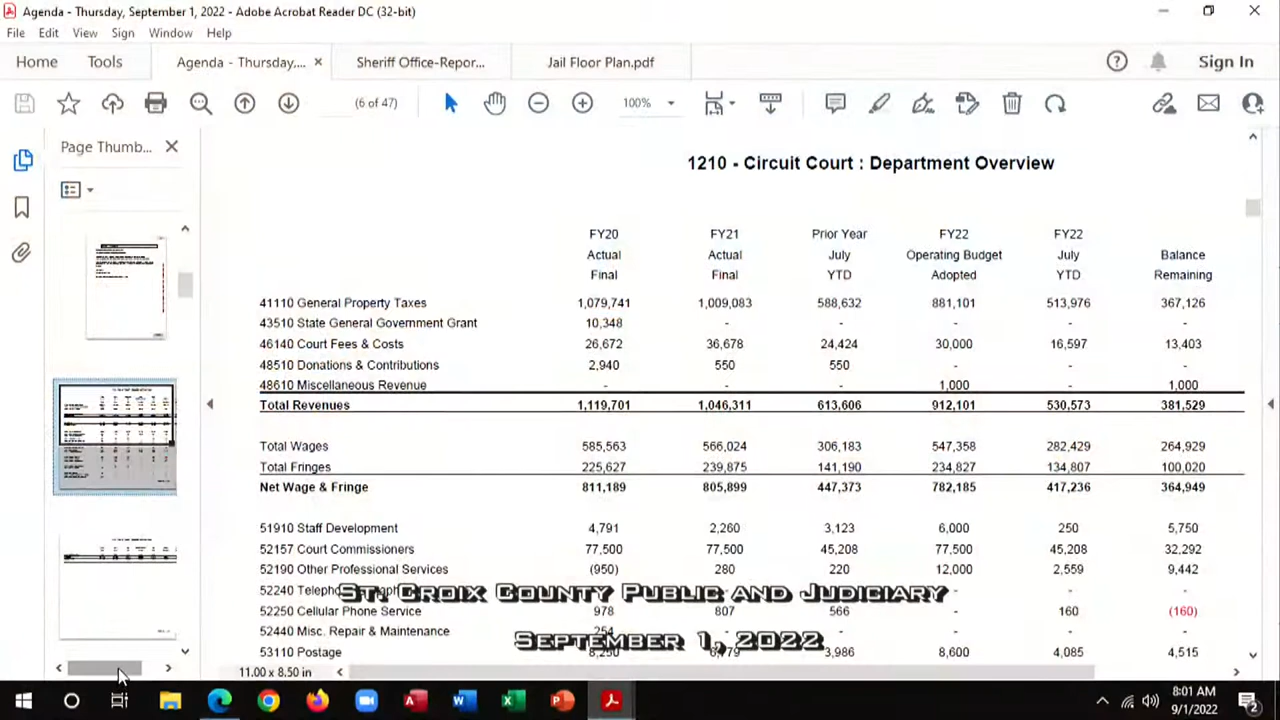 Agenda - Thursday, September 1, 2022 - Adobe Acrobat Reader DC (32-bit)
File Edit View Sign Window Help
Home Tools Agenda - Thursday,... × Sheriff Office-Repor... Jail Floor Plan.pdf Sign In
(6 of 47) 100%
Page Thumb...
1210 - Circuit Court : Department Overview
FY20 FY21 Prior Year FY22 FY22
Actual Actual July Operating Budget July Balance
Final Final YTD Adopted YTD Remaining
41110 General Property Taxes 1,079,741 1,009,083 588,632 881,101 513,976 367,126
43510 State General Government Grant 10,348 - - - - -
46140 Court Fees & Costs 26,672 36,678 24,424 30,000 16,597 13,403
48510 Donations & Contributions 2,940 550 550 - - -
48610 Miscellaneous Revenue - - - 1,000 - 1,000
Total Revenues 1,119,701 1,046,311 613,606 912,101 530,573 381,529
Total Wages 585,563 566,024 306,183 547,358 282,429 264,929
Total Fringes 225,627 239,875 141,190 234,827 134,807 100,020
Net Wage & Fringe 811,189 805,899 447,373 782,185 417,236 364,949
51910 Staff Development 4,791 2,260 3,123 6,000 250 5,750
52157 Court Commissioners 77,500 77,500 45,208 77,500 45,208 32,292
52190 Other Professional Services (950) 280 220 12,000 2,559 9,442
52240
St. Croix County Public and Judiciary
52250 Cellular Phone Service 978 807 566 - 160 (160)
52440 Misc. Repair & Maintenance 254 - - - - -
September 1, 2022
53110 Postage 8,250 3,986 8,600 4,085 4,515
11.00 x 8.50 in
8:01 AM
9/1/2022
2